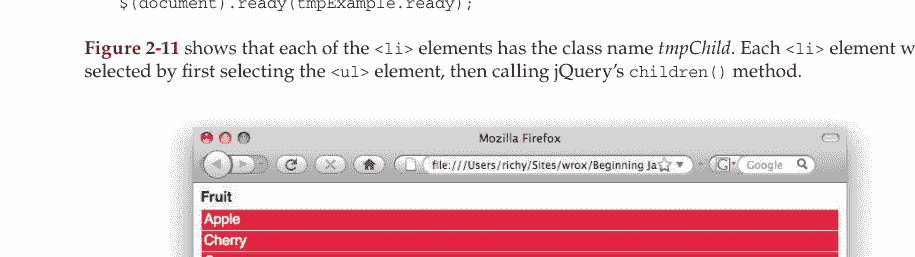 $(document).ready(tmpExample.ready);
Figure 2-11 shows that each of the <li> elements has the class name tmpChild. Each <li> element w
selected by first selecting the <ul> element, then calling jQuery's children() method.
Mozilla Firefox
file:///Users/richy/Sites/wrox/Beginning Ja
G Google
Fruit
Apple
Cherry